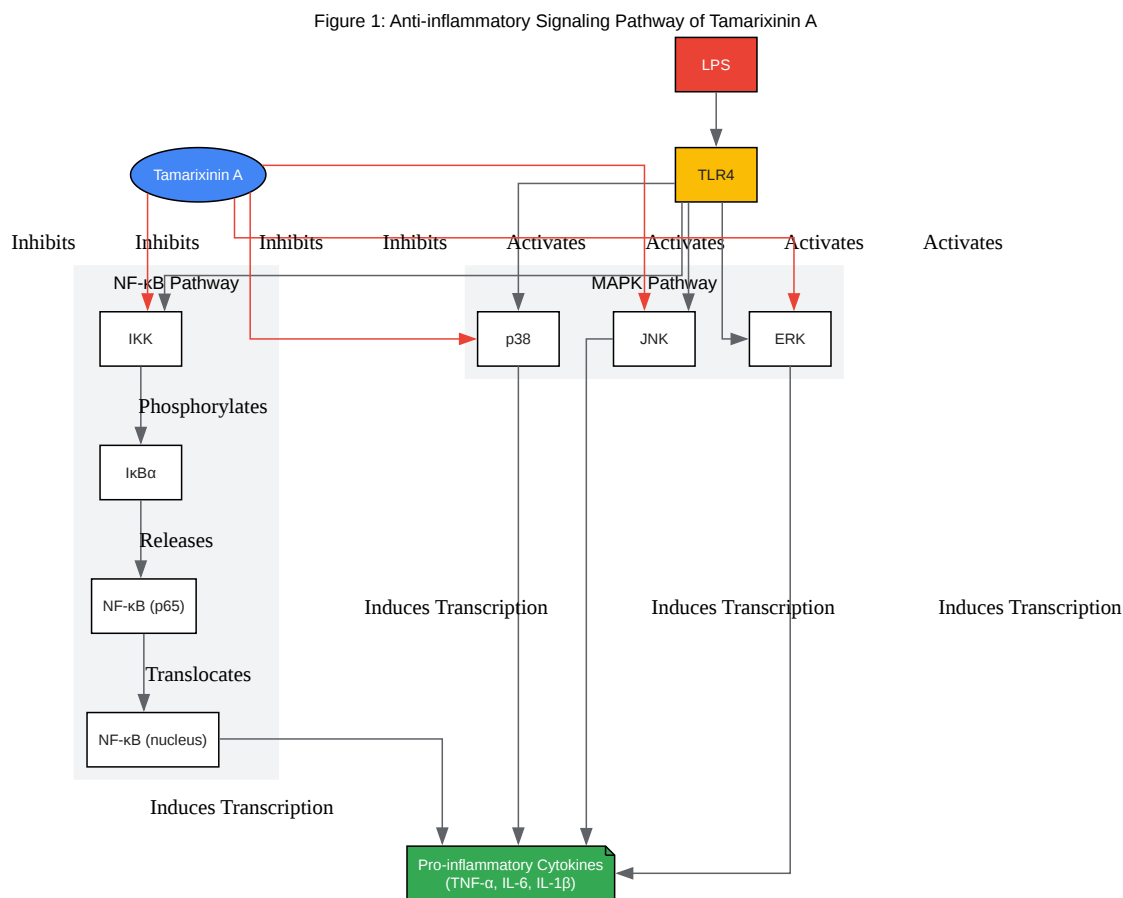 Figure 1: Anti-inflammatory Signaling Pathway of Tamarixinin A
LPS
Tamarixinin A
TLR4
Inhibits
Inhibits
Inhibits
Inhibits
Activates
Activates
Activates
Activates
NF-κB Pathway
MAPK Pathway
IKK
p38
JNK
ERK
Phosphorylates
IκBα
Releases
NF-κB (p65)
Induces Transcription
Induces Transcription
Induces Transcription
Translocates
NF-κB (nucleus)
Induces Transcription
Pro-inflammatory Cytokines
(TNF-α, IL-6, IL-1β)